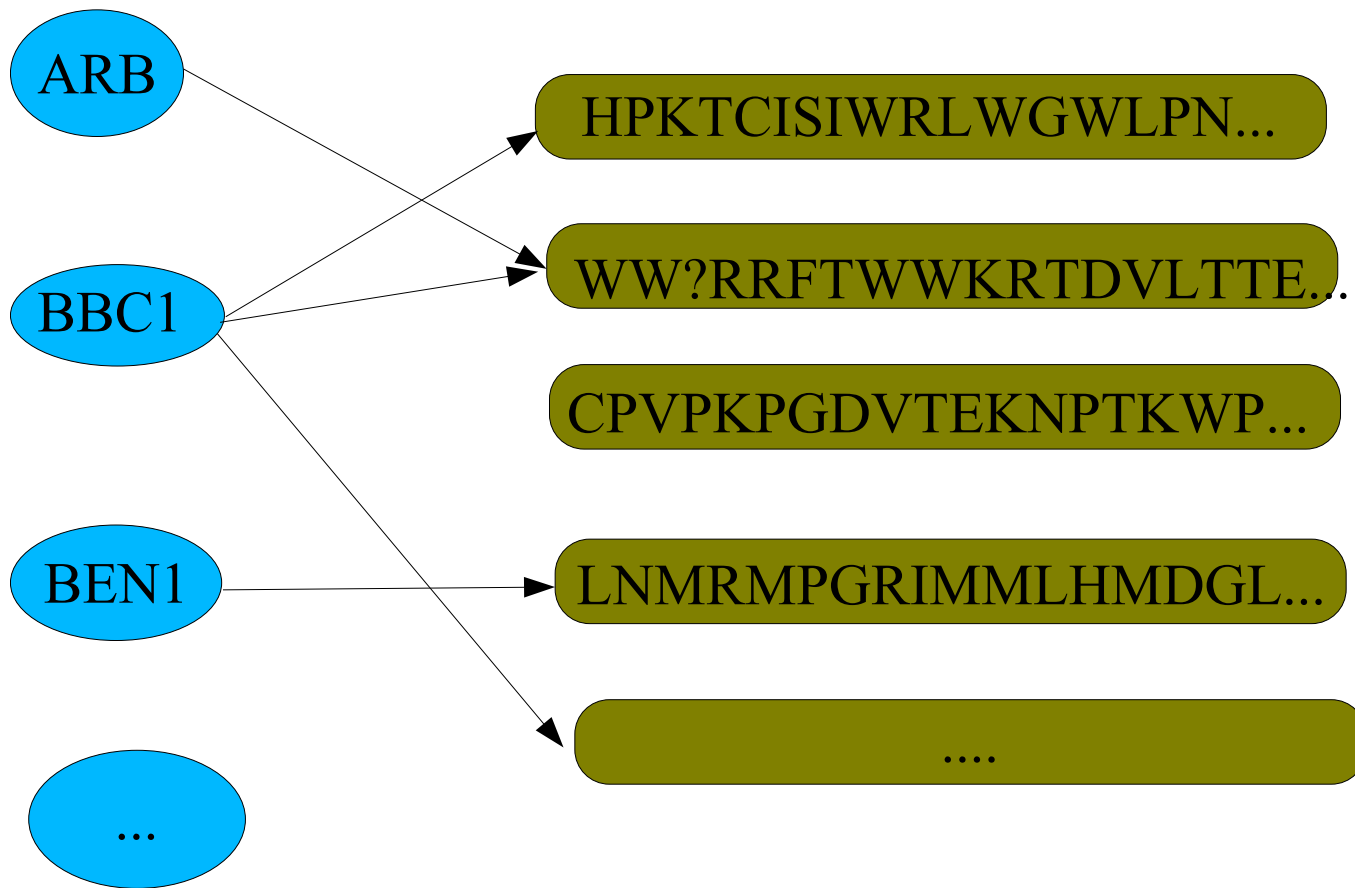 ARB
BBC1
BEN1
...
HPKTCISIWRLWGWLPN...
WW?RRFTWWKRTDVLTTE...
CPVPKPGDVTEKNPTKWP...
LNMRMPGRIMMLHMDGL...
....